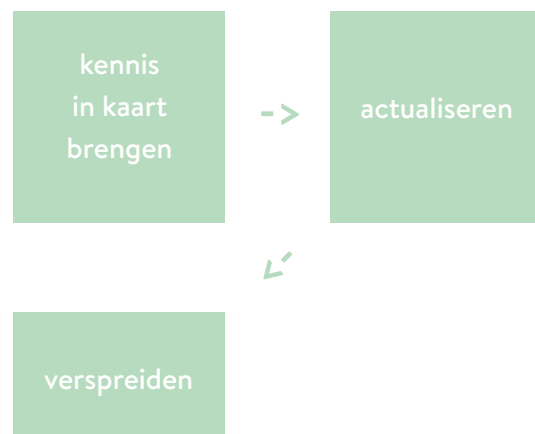 kennis
in kaart
brengen
actualiseren
verspreiden